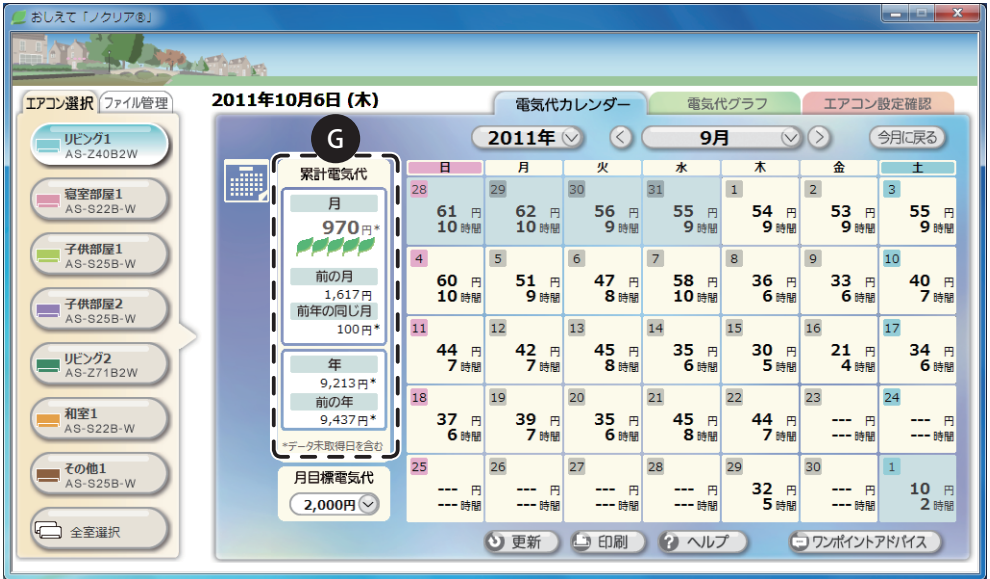 おしえて「ノクリア®」
エアコン選択 ファイル管理
2011年10月6日 (木)
電気代カレンダー 電気代グラフ エアコン設定確認
リビング1
AS-Z40B2W
寝室部屋1
AS-S22B-W
子供部屋1
AS-S25B-W
子供部屋2
AS-S25B-W
リビング2
AS-Z71B2W
和室1
AS-S22B-W
その他1
AS-S25B-W
全室選択
G
累計電気代
月
970円*
前の月
1,617円
前年の同じ月
100円*
年
9,213円*
前の年
9,437円*
*データ未取得日を含む
月目標電気代
2,000円
2011年 9月 今月に戻る
日 月 火 水 木 金 土
28 29 30 31 1 2 3
61 円 62 円 56 円 55 円 54 円 53 円 55 円
10 時間 10 時間 9 時間 9 時間 9 時間 9 時間 9 時間
4 5 6 7 8 9 10
60 円 51 円 47 円 58 円 36 円 33 円 40 円
10 時間 9 時間 8 時間 10 時間 6 時間 6 時間 7 時間
11 12 13 14 15 16 17
44 円 42 円 45 円 35 円 30 円 21 円 34 円
7 時間 7 時間 8 時間 6 時間 5 時間 4 時間 6 時間
18 19 20 21 22 23 24
37 円 39 円 35 円 45 円 44 円 --- 円 --- 円
6 時間 7 時間 6 時間 8 時間 7 時間 --- 時間 --- 時間
25 26 27 28 29 30 1
--- 円 --- 円 --- 円 --- 円 32 円 --- 円 10 円
--- 時間 --- 時間 --- 時間 --- 時間 5 時間 --- 時間 2 時間
更新 印刷 ヘルプ ワンポイントアドバイス